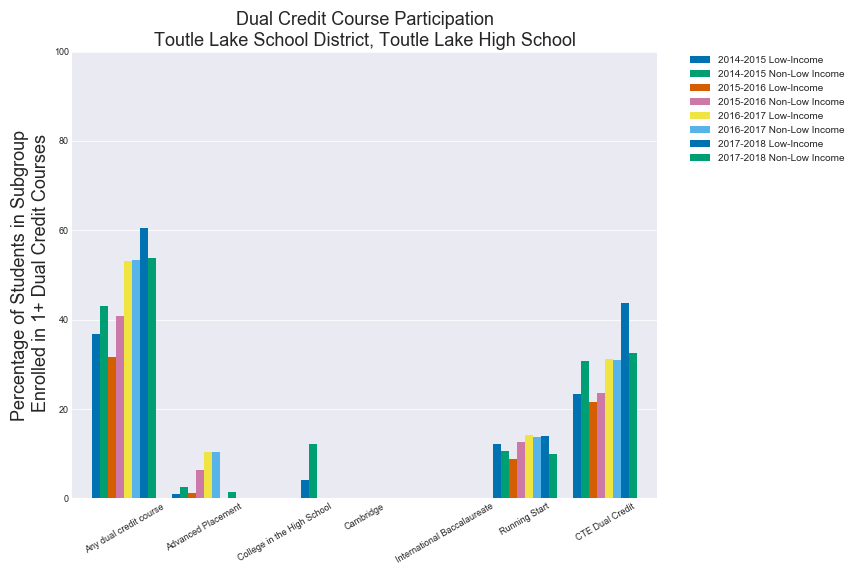 Dual Credit Course Participation
Toutle Lake School District, Toutle Lake High School
Percentage of Students in Subgroup
Enrolled in 1+ Dual Credit Courses
100
80
60
40
20
0
Any dual credit course
Advanced Placement
College in the High School
Cambridge
International Baccalaureate
Running Start
CTE Dual Credit
2014-2015 Low-Income
2014-2015 Non-Low Income
2015-2016 Low-Income
2015-2016 Non-Low Income
2016-2017 Low-Income
2016-2017 Non-Low Income
2017-2018 Low-Income
2017-2018 Non-Low Income